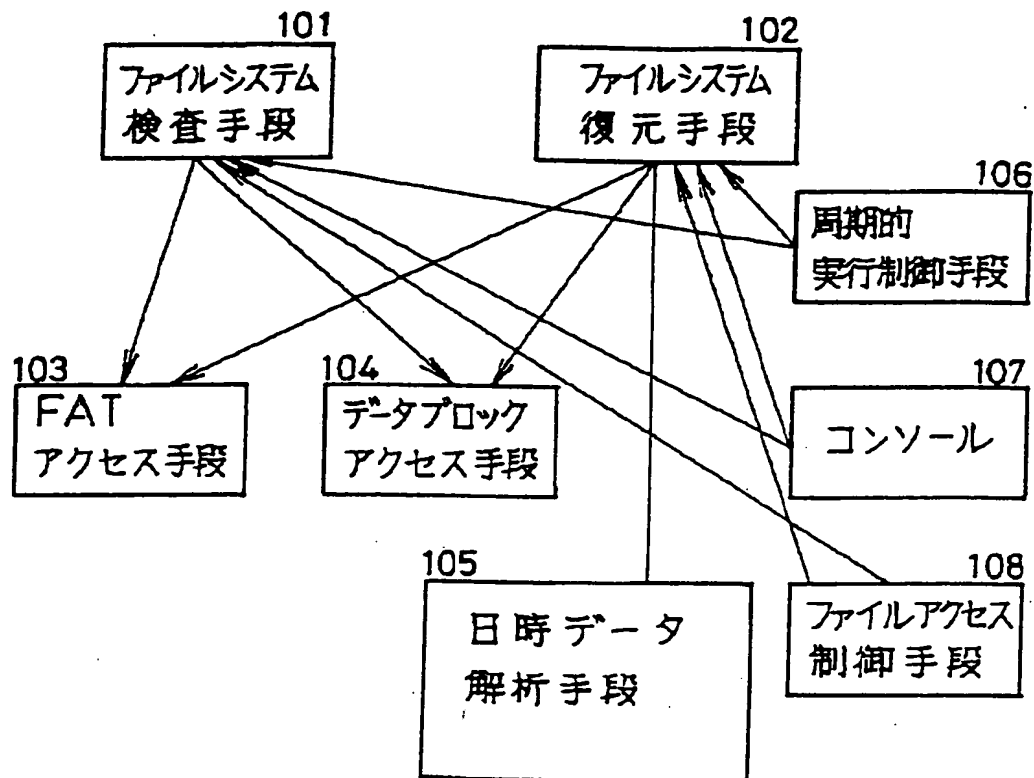 101
ファイルシステム
検査手段
102
ファイルシステム
復元手段
106
周期的
実行制御手段
103
FAT
アクセス手段
104
データブロック
アクセス手段
107
コンソール
105
日時データ
解析手段
108
ファイルアクセス
制御手段